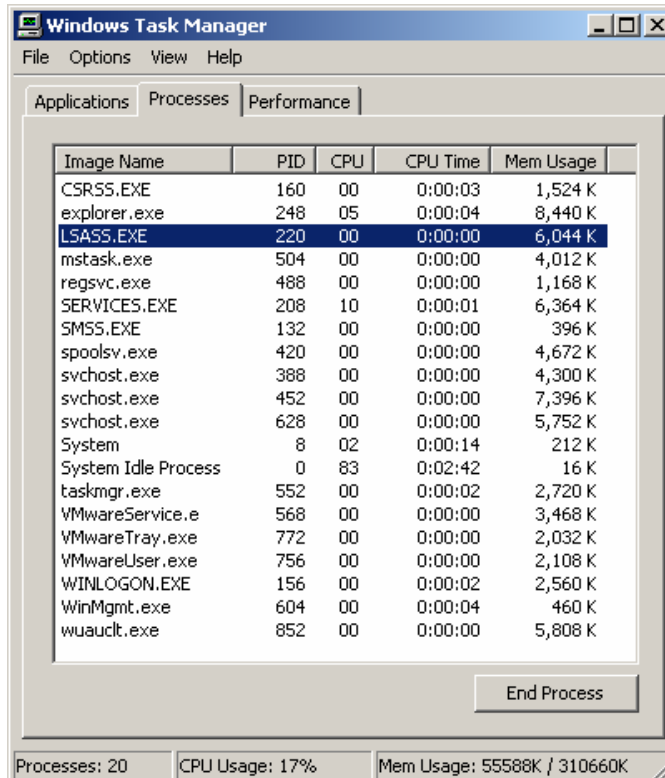 Windows Task Manager
File Options View Help
Applications Processes Performance
Image Name PID CPU CPU Time Mem Usage
CSRSS.EXE 160 00 0:00:03 1,524 K
explorer.exe 248 05 0:00:04 8,440 K
LSASS.EXE 220 00 0:00:00 6,044 K
mstask.exe 504 00 0:00:00 4,012 K
regsvc.exe 488 00 0:00:00 1,168 K
SERVICES.EXE 208 10 0:00:01 6,364 K
SMSS.EXE 132 00 0:00:00 396 K
spoolsv.exe 420 00 0:00:00 4,672 K
svchost.exe 388 00 0:00:00 4,300 K
svchost.exe 452 00 0:00:00 7,396 K
svchost.exe 628 00 0:00:00 5,752 K
System 8 02 0:00:14 212 K
System Idle Process 0 83 0:02:42 16 K
taskmgr.exe 552 00 0:00:02 2,720 K
VMwareService.e 568 00 0:00:00 3,468 K
VMwareTray.exe 772 00 0:00:00 2,032 K
VMwareUser.exe 756 00 0:00:00 2,108 K
WINLOGON.EXE 156 00 0:00:02 2,560 K
WinMgmt.exe 604 00 0:00:04 460 K
wuauclt.exe 852 00 0:00:00 5,808 K
End Process
Processes: 20 CPU Usage: 17% Mem Usage: 55588K / 310660K